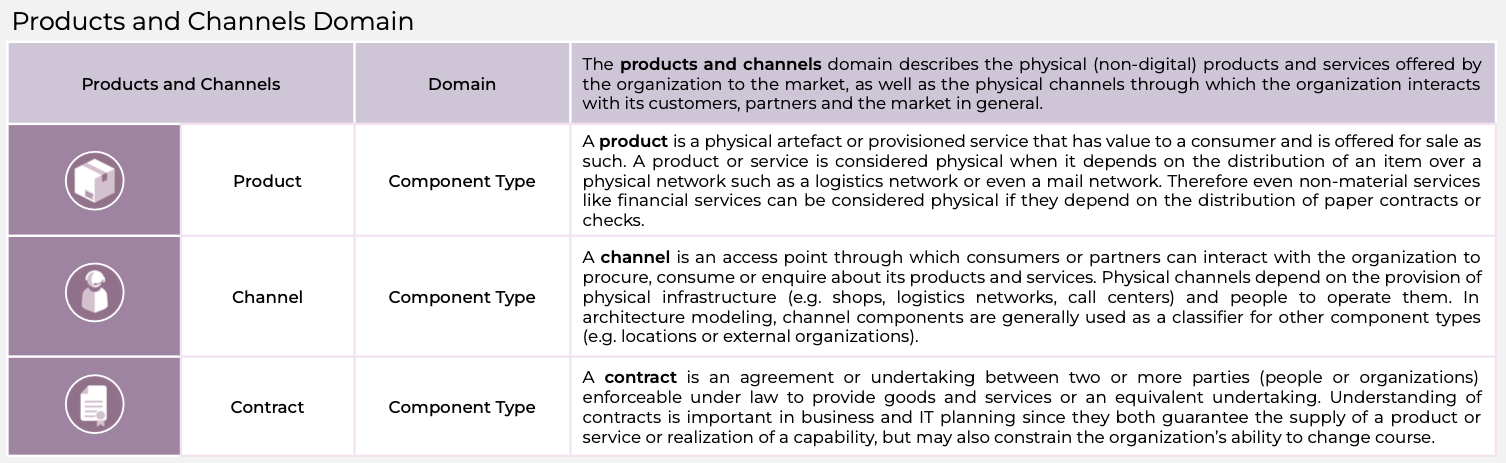 Products and Channels Domain
Products and Channels
Domain
The products and channels domain describes the physical (non-digital) products and services offered by
the organization to the market, as well as the physical channels through which the organization interacts
with its customers, partners and the market in general.
Product
Component Type
A product is a physical artefact or provisioned service that has value to a consumer and is offered for sale as
such. A product or service is considered physical when it depends on the distribution of an item over a
physical network such as a logistics network or even a mail network. Therefore even non-material services
like financial services can be considered physical if they depend on the distribution of paper contracts or
checks.
Channel
Component Type
A channel is an access point through which consumers or partners can interact with the organization to
procure, consume or enquire about its products and services. Physical channels depend on the provision of
physical infrastructure (e.g. shops, logistics networks, call centers) and people to operate them. In
architecture modeling, channel components are generally used as a classifier for other component types
(e.g. locations or external organizations).
Contract
Component Type
A contract is an agreement or undertaking between two or more parties (people or organizations)
enforceable under law to provide goods and services or an equivalent undertaking. Understanding of
contracts is important in business and IT planning since they both guarantee the supply of a product or
service or realization of a capability, but may also constrain the organization's ability to change course.